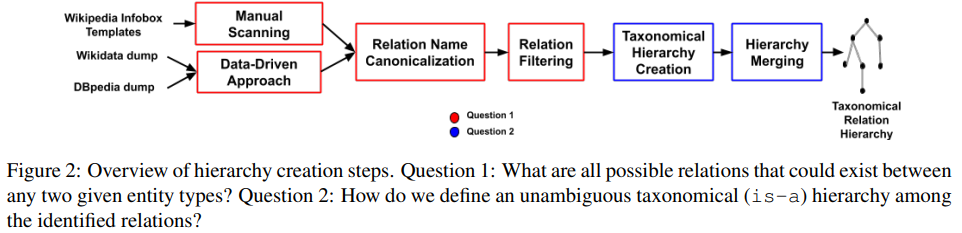 Wikipedia Infobox
Templates
Wikidata dump
DBpedia dump
Manual
Scanning
Data-Driven
Approach
Relation Name
Canonicalization
Relation
Filtering
Taxonomical
Hierarchy
Creation
Hierarchy
Merging
Taxonomical
Relation
Hierarchy
Question 1
Question 2
Figure 2: Overview of hierarchy creation steps. Question 1: What are all possible relations that could exist between
any two given entity types? Question 2: How do we define an unambiguous taxonomical (is-a) hierarchy among
the identified relations?